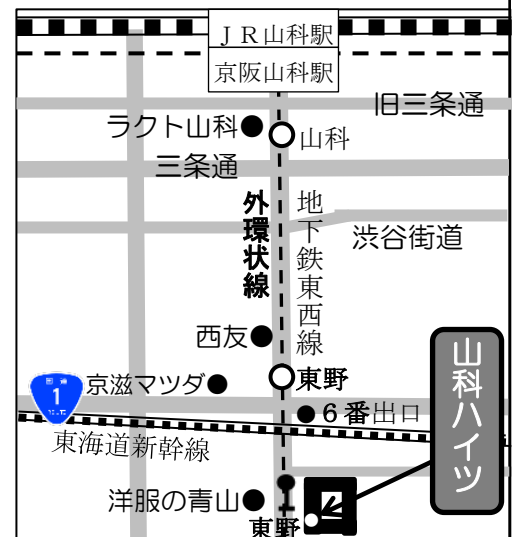 JR山科駅
京阪山科駅
旧三条通
ラクト山科
山科
三条通
外環状線
地下鉄東西線
渋谷街道
西友
山科ハイツ
東野
京滋マツダ
1
6番出口
東海道新幹線
洋服の青山
1
東野